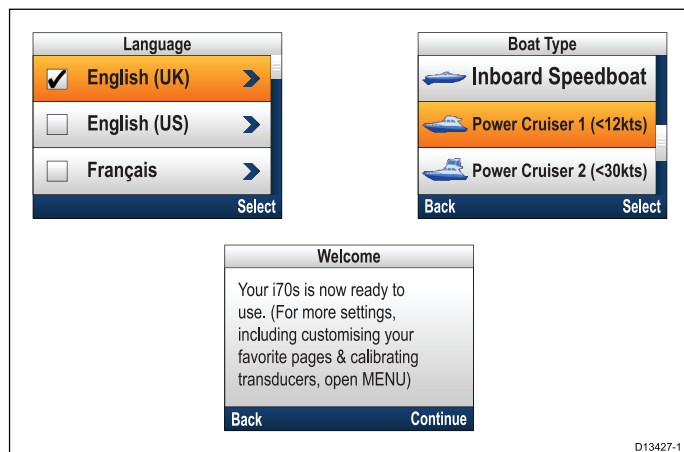 Language
English (UK)
English (US)
Français
Select
Boat Type
Inboard Speedboat
Power Cruiser 1 (<12kts)
Power Cruiser 2 (<30kts)
Back Select
Welcome
Your i70s is now ready to
use. (For more settings,
including customising your
favorite pages & calibrating
transducers, open MENU)
Back Continue
D13427-1